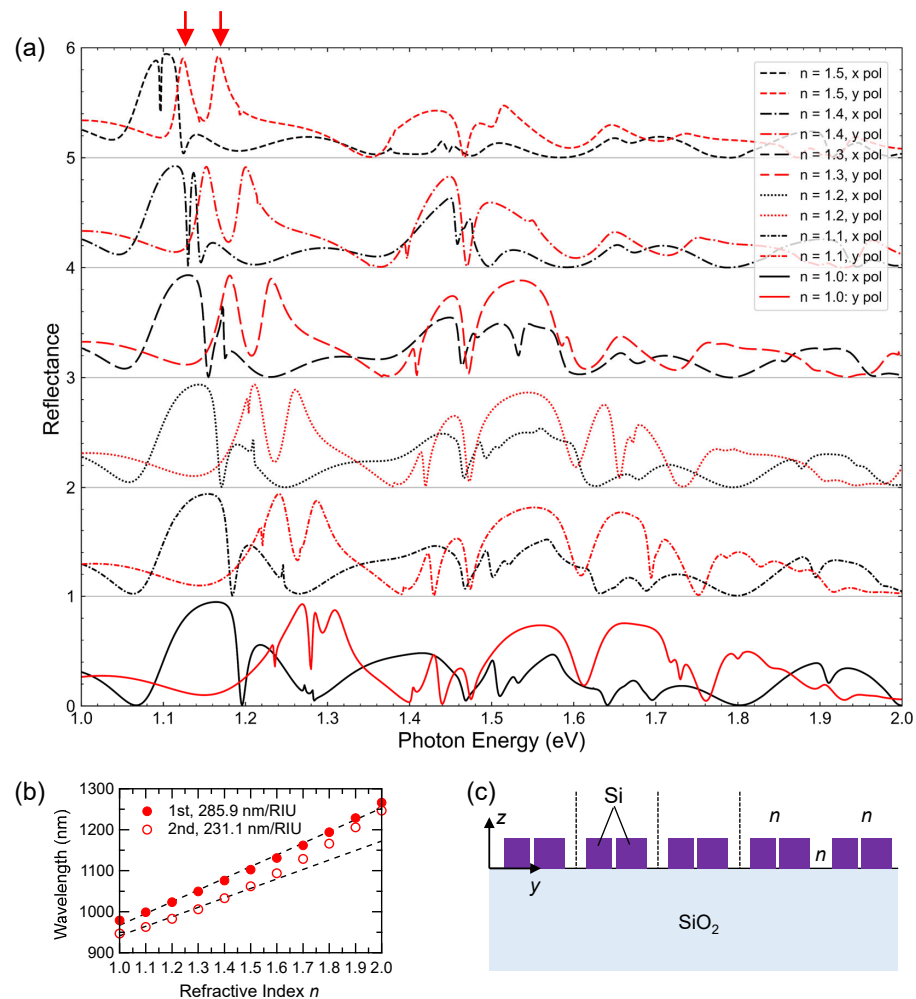 (a)
6
5
4
3
2
1
0
Reflectance
n = 1.5, x pol
n = 1.5, y pol
n = 1.4, x pol
n = 1.4, y pol
n = 1.3, x pol
n = 1.3, y pol
n = 1.2, x pol
n = 1.2, y pol
n = 1.1, x pol
n = 1.1, y pol
n = 1.0: x pol
n = 1.0: y pol
1.0 1.1 1.2 1.3 1.4 1.5 1.6 1.7 1.8 1.9 2.0
Photon Energy (eV)
(b)
1300
1200
1100
1000
900
Wavelength (nm)
1st, 285.9 nm/RIU
2nd, 231.1 nm/RIU
1.0 1.1 1.2 1.3 1.4 1.5 1.6 1.7 1.8 1.9 2.0
Refractive Index n
(c)
Si
z
n n
n
y
SiO2